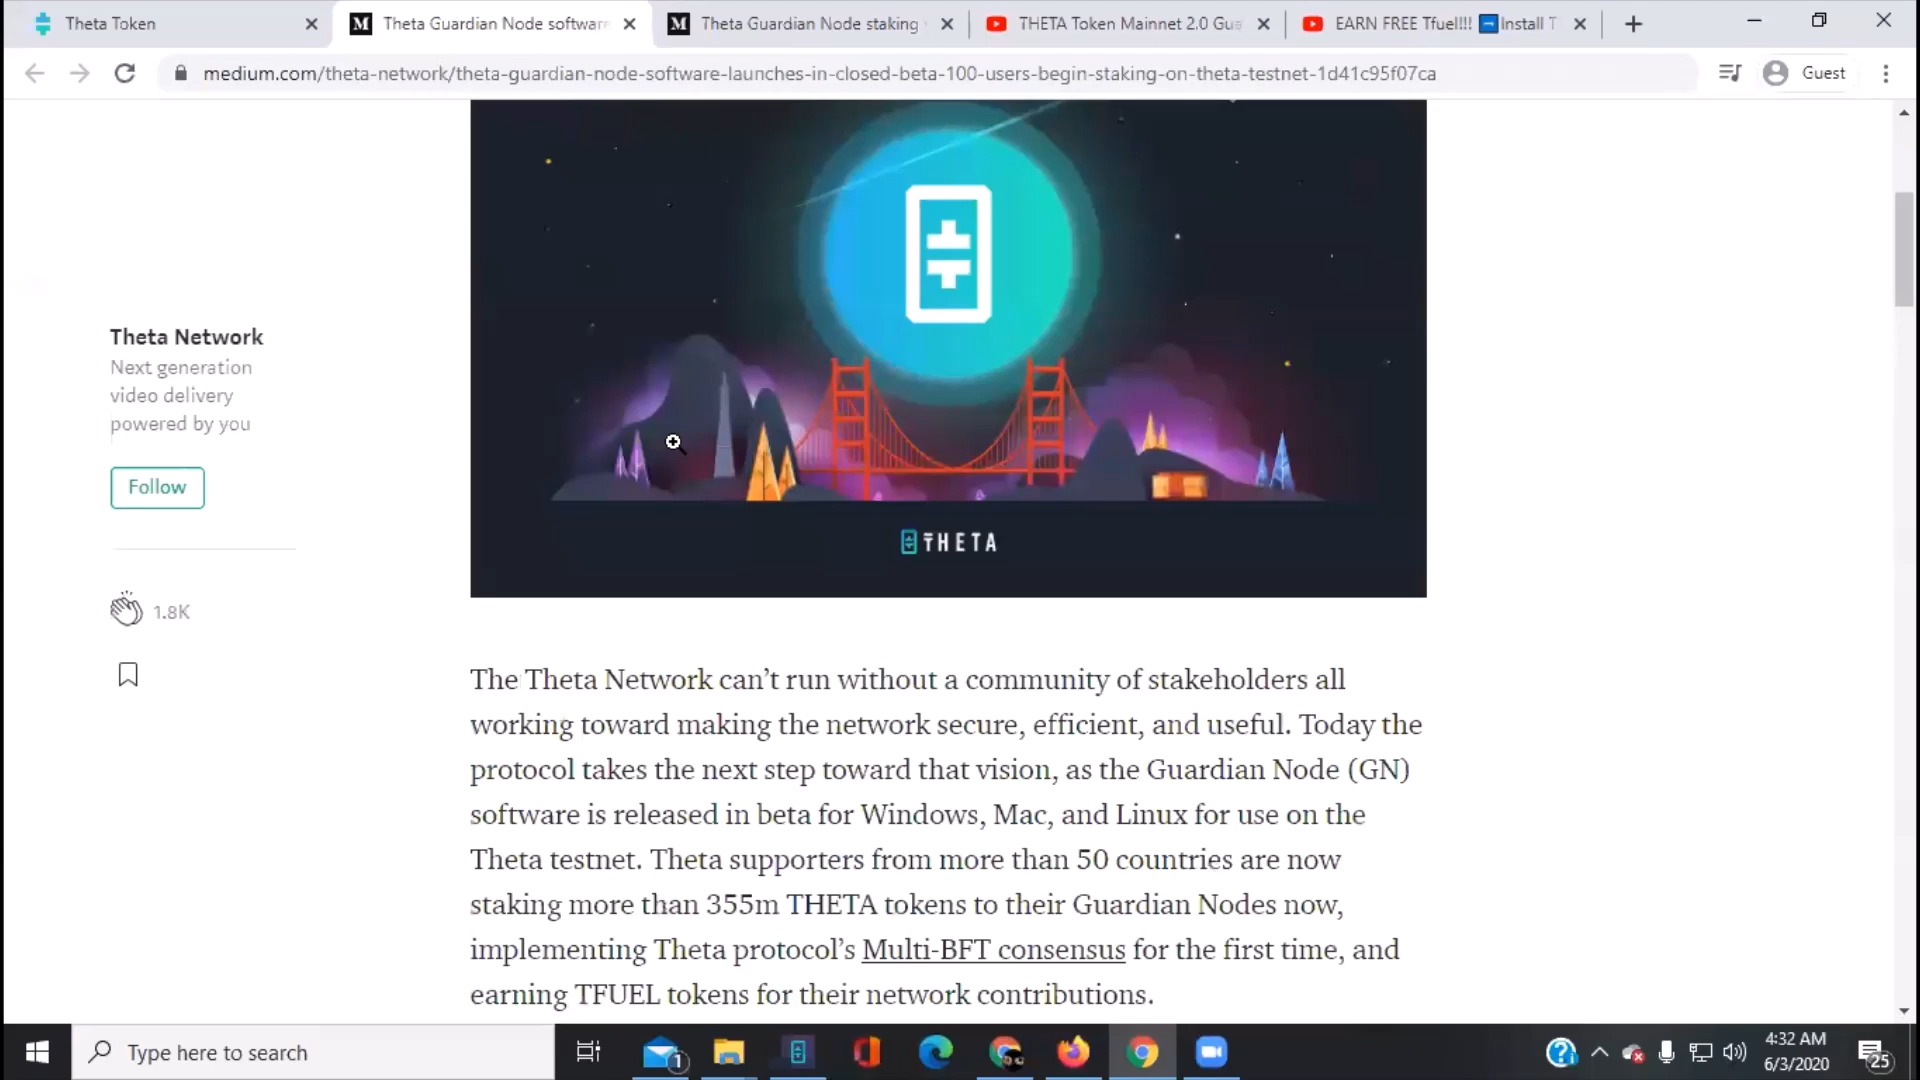 Theta Token
Theta Guardian Node software
Theta Guardian Node staking
THETA Token Mainnet 2.0 Gua
EARN FREE Tfuel!!! Install T
medium.com/theta-network/theta-guardian-node-software-launches-in-closed-beta-100-users-begin-staking-on-theta-testnet-1d41c95f07ca
Guest
THETA
Theta Network
Next generation
video delivery
powered by you
Follow
1.8K
The Theta Network can’t run without a community of stakeholders all
working toward making the network secure, efficient, and useful. Today the
protocol takes the next step toward that vision, as the Guardian Node (GN)
software is released in beta for Windows, Mac, and Linux for use on the
Theta testnet. Theta supporters from more than 50 countries are now
staking more than 355m THETA tokens to their Guardian Nodes now,
implementing Theta protocol’s Multi-BFT consensus for the first time, and
earning TFUEL tokens for their network contributions.
Type here to search
1
4:32 AM
6/3/2020
25